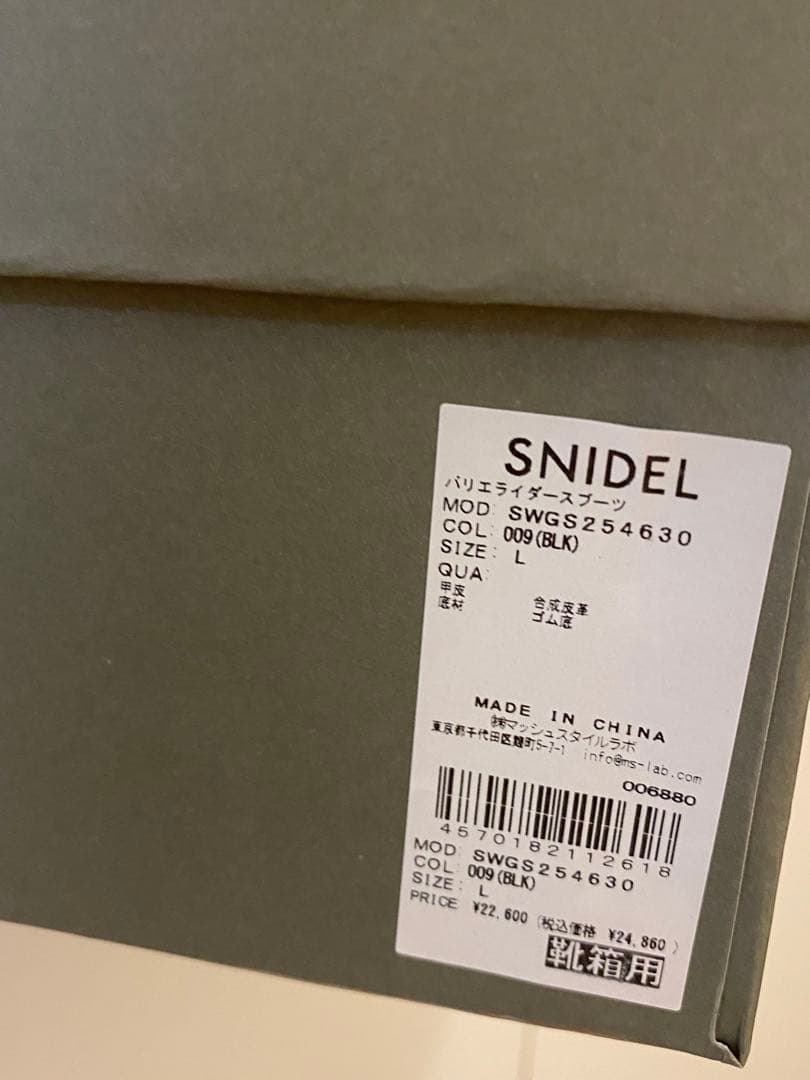 SNIDEL
バリエライダースブーツ
MOD: SWGS254630
COL: 009(BLK)
SIZE: L
QUA:
甲皮 合成皮革
底材 ゴム底
MADE IN CHINA
㈱マッシュスタイルラボ
東京都千代田区麹町5-7-1 info@ms-lab.com
006880
4570182112618
MOD: SWGS254630
COL: 009(BLK)
SIZE: L
PRICE ¥22,600 (税込価格 ¥24,860)
靴箱用